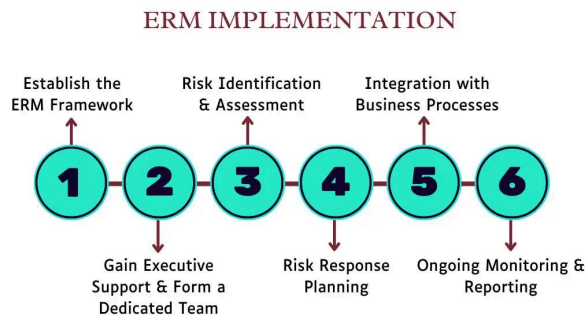 ERM IMPLEMENTATION
Establish the
ERM Framework
Risk Identification
& Assessment
Integration with
Business Processes
1
2
3
4
5
6
Gain Executive
Support & Form a
Dedicated Team
Risk Response
Planning
Ongoing Monitoring &
Reporting